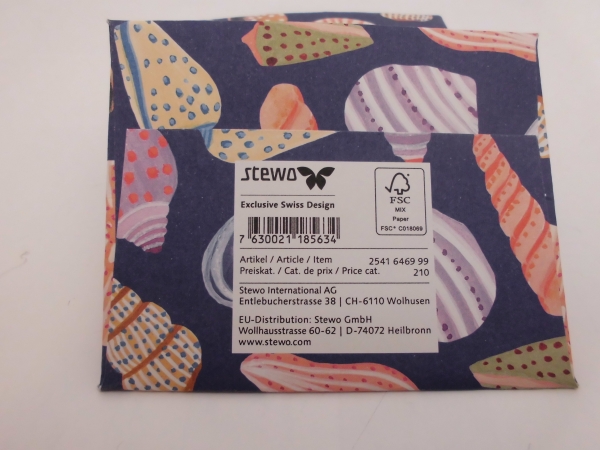 stewo
FSC
MIX
Paper
FSC® C018069
Exclusive Swiss Design
7 630021 185634
Artikel / Article / Item 2541 6469 99
Preiskat. / Cat. de prix / Price cat. 210
Stewo International AG
Entlebucherstrasse 38 | CH-6110 Wolhusen
EU-Distribution: Stewo GmbH
Wollhausstrasse 60-62 | D-74072 Heilbronn
www.stewo.com